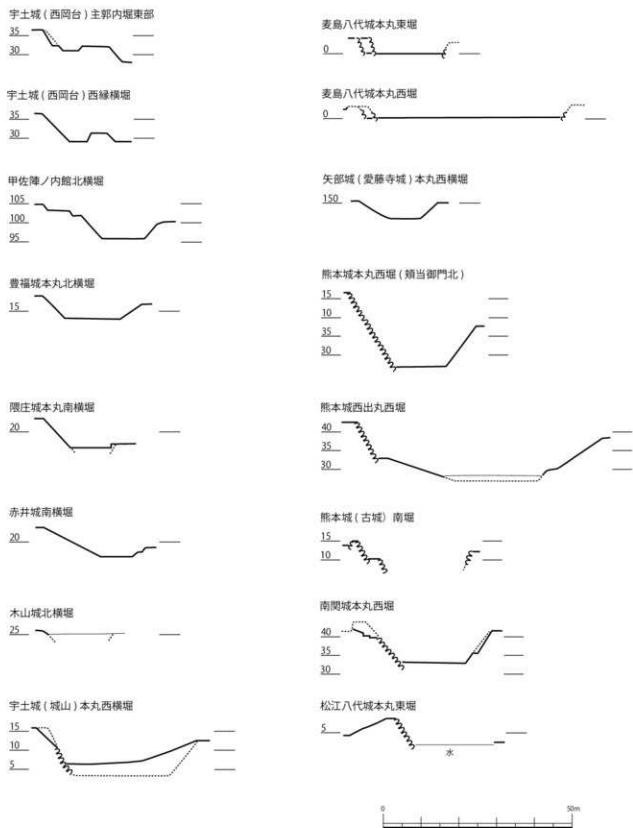 宇土城(西岡台)主郭内堀東部
35
30
宇土城(西岡台)西縁横堀
35
30
甲佐陣ノ内館北横堀
105
100
95
豊福城本丸北横堀
15
隈庄城本丸南横堀
20
赤井城南横堀
20
木山城北横堀
25
宇土城(城山)本丸西横堀
15
10
5
麦島八代城本丸東堀
0
麦島八代城本丸西堀
0
矢部城(愛藤寺城)本丸西横堀
150
熊本城本丸西堀(頬当御門北)
15
10
35
30
熊本城西出丸西堀
40
35
30
熊本城(古城)南堀
15
10
南関城本丸西堀
40
35
30
松江八代城本丸東堀
5
水
0 50m